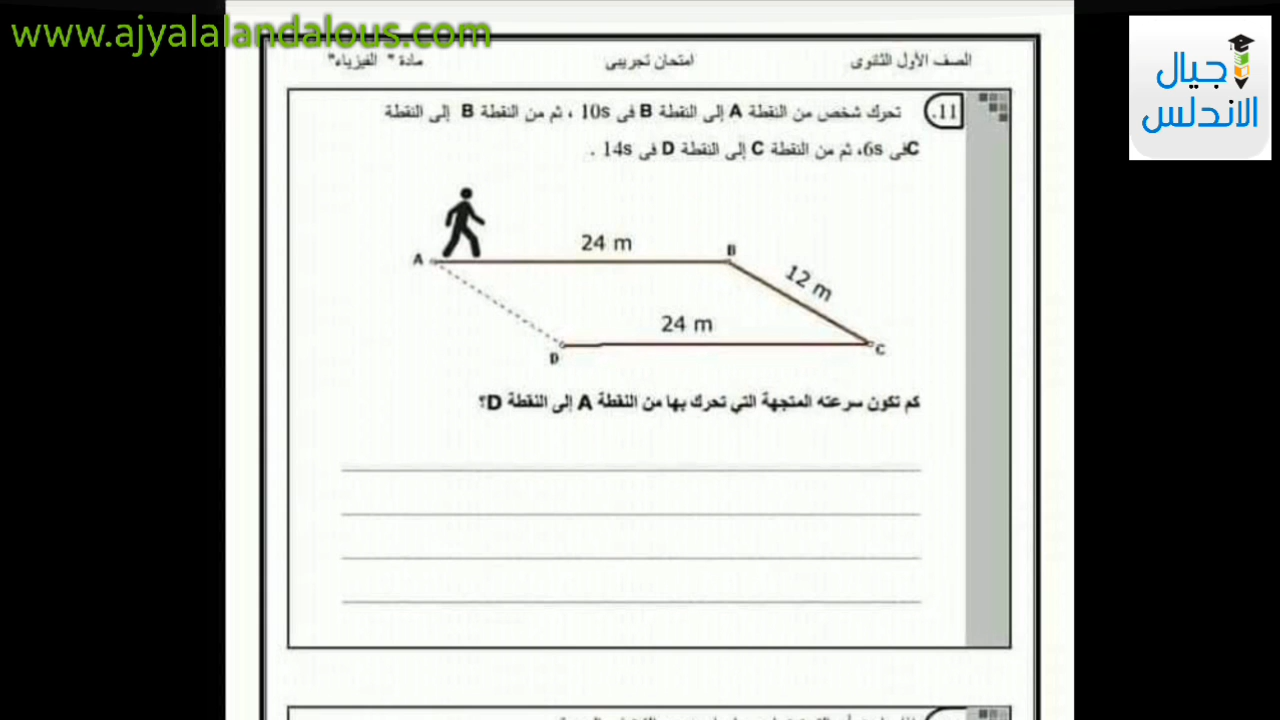 www.ajyalalandalous.com
جيال
الاندلس
الصف الأول الثانوى امتحان تجريبى مادة " الفيزياء"
11. تحرك شخص من النقطة A إلى النقطة B فى 10s ، ثم من النقطة B إلى النقطة
Cفى 6s، ثم من النقطة C إلى النقطة D فى 14s .
24 m
A
B
12 m
24 m
D
C
كم تكون سرعته المتجهة التي تحرك بها من النقطة A إلى النقطة D؟